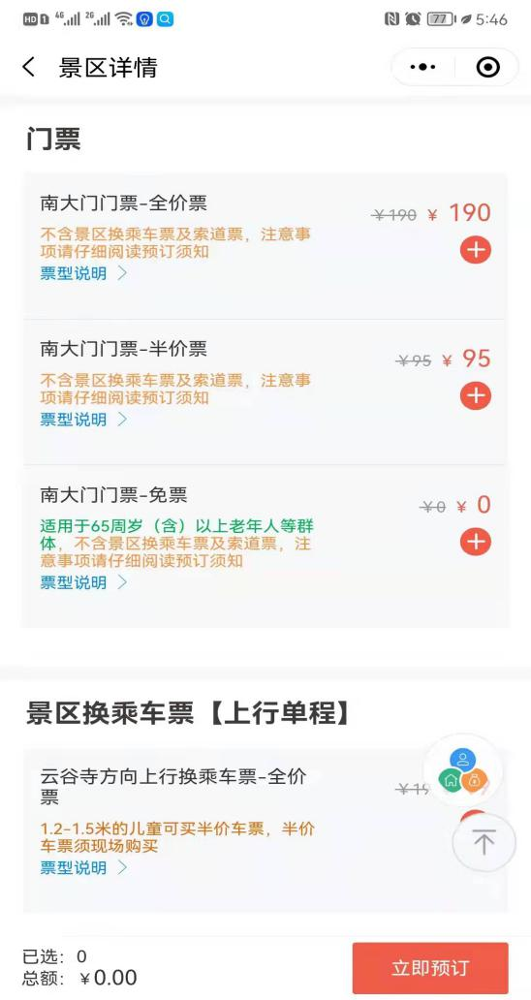 HD 1 4G 2G 77 5:46
景区详情
门票
南大门门票-全价票
¥190 ¥ 190
不含景区换乘车票及索道票，注意事
项请仔细阅读预订须知
票型说明
南大门门票-半价票
¥95 ¥ 95
不含景区换乘车票及索道票，注意事
项请仔细阅读预订须知
票型说明
南大门门票-免票
¥0 ¥ 0
适用于65周岁（含）以上老年人等群
体，不含景区换乘车票及索道票，注
意事项请仔细阅读预订须知
票型说明
景区换乘车票【上行单程】
云谷寺方向上行换乘车票-全价
票
1.2-1.5米的儿童可买半价车票，半价
车票须现场购买
票型说明
已选：0
总额：¥0.00
立即预订